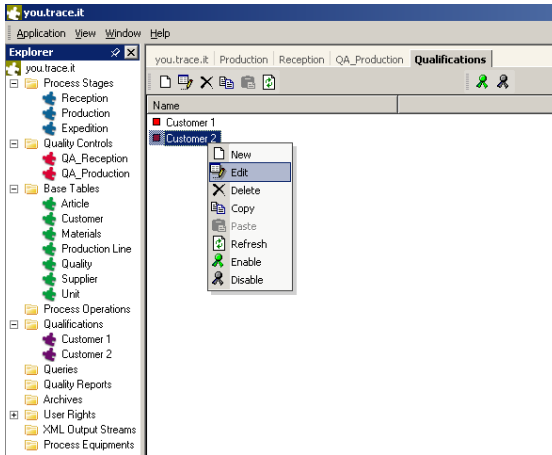 you.trace.it
Application View Window Help
Explorer
you.trace.it
Process Stages
Reception
Production
Expedition
Quality Controls
QA_Reception
QA_Production
Base Tables
Article
Customer
Materials
Production Line
Quality
Supplier
Unit
Process Operations
Qualifications
Customer 1
Customer 2
Queries
Quality Reports
Archives
User Rights
XML Output Streams
Process Equipments
you.trace.it Production Reception QA_Production Qualifications
Name
Customer 1
Customer 2
New
Edit
Delete
Copy
Paste
Refresh
Enable
Disable